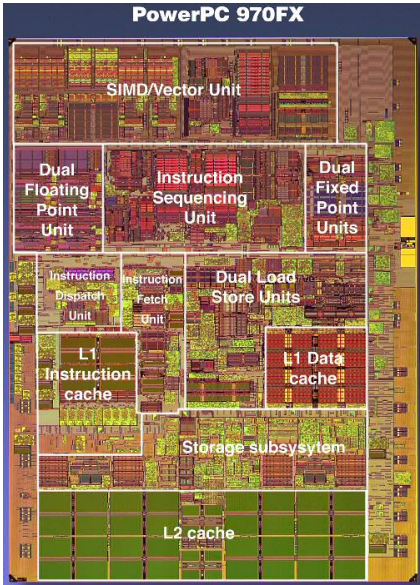 PowerPC 970FX
SIMD/Vector Unit
Dual
Floating
Point
Unit
Instruction
Sequencing
Unit
Dual
Fixed
Point
Units
Instruction
Dispatch
Unit
Instruction
Fetch
Unit
Dual Load
Store Units
L1
Instruction
cache
L1 Data
cache
Storage subsysytem
L2 cache